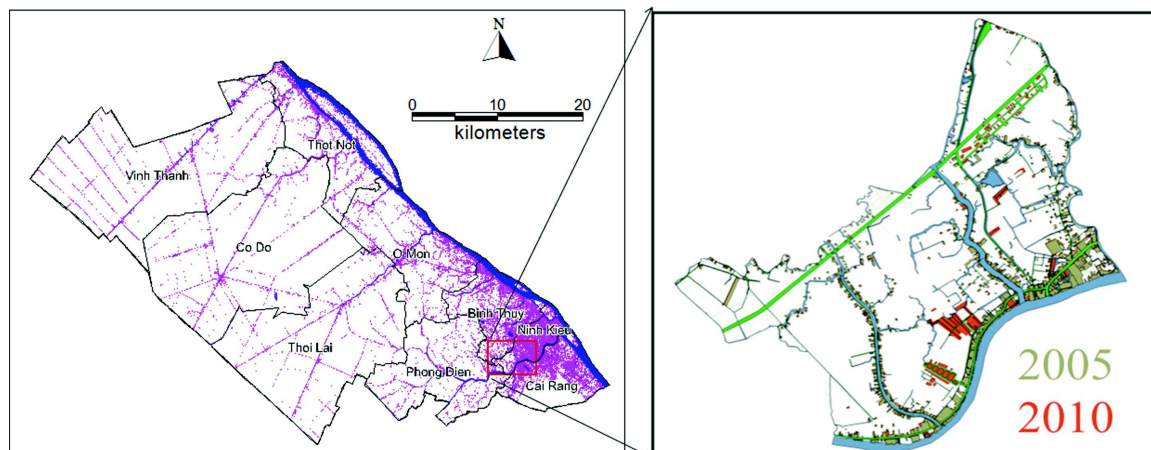 N
0 10 20
kilometers
Thot Not
Vinh Thanh
Co Do
O Mon
Binh Thuy
Ninh Kieu
Thoi Lai
Phong Dien
Cai Rang
2005
2010